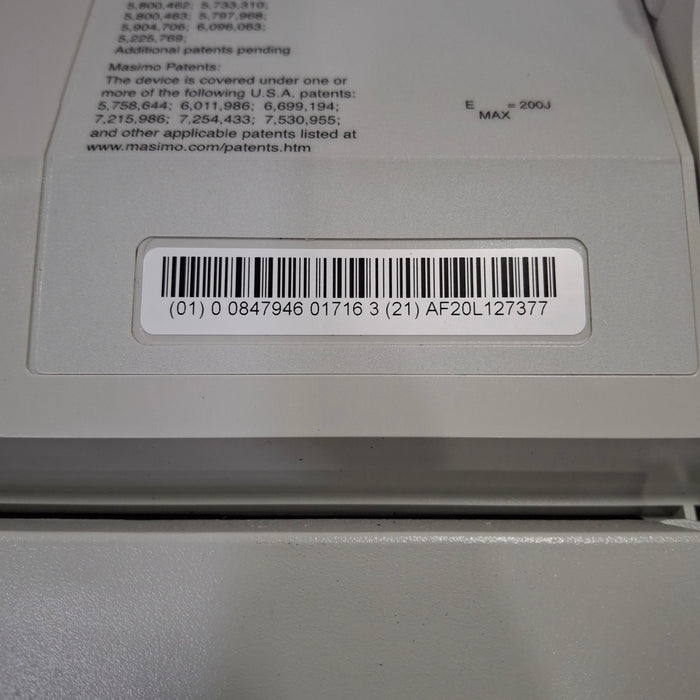 5,800,462; 5,733,310;
5,800,463; 5,797,968;
5,904,706; 6,096,063;
5,225,769;
Additional patents pending
Masimo Patents:
The device is covered under one or
more of the following U.S.A. patents:
5,758,644; 6,011,986; 6,699,194;
7,215,986; 7,254,433; 7,530,955;
and other applicable patents listed at
www.masimo.com/patents.htm
E MAX = 200J
(01) 0 0847946 01716 3 (21) AF20L127377